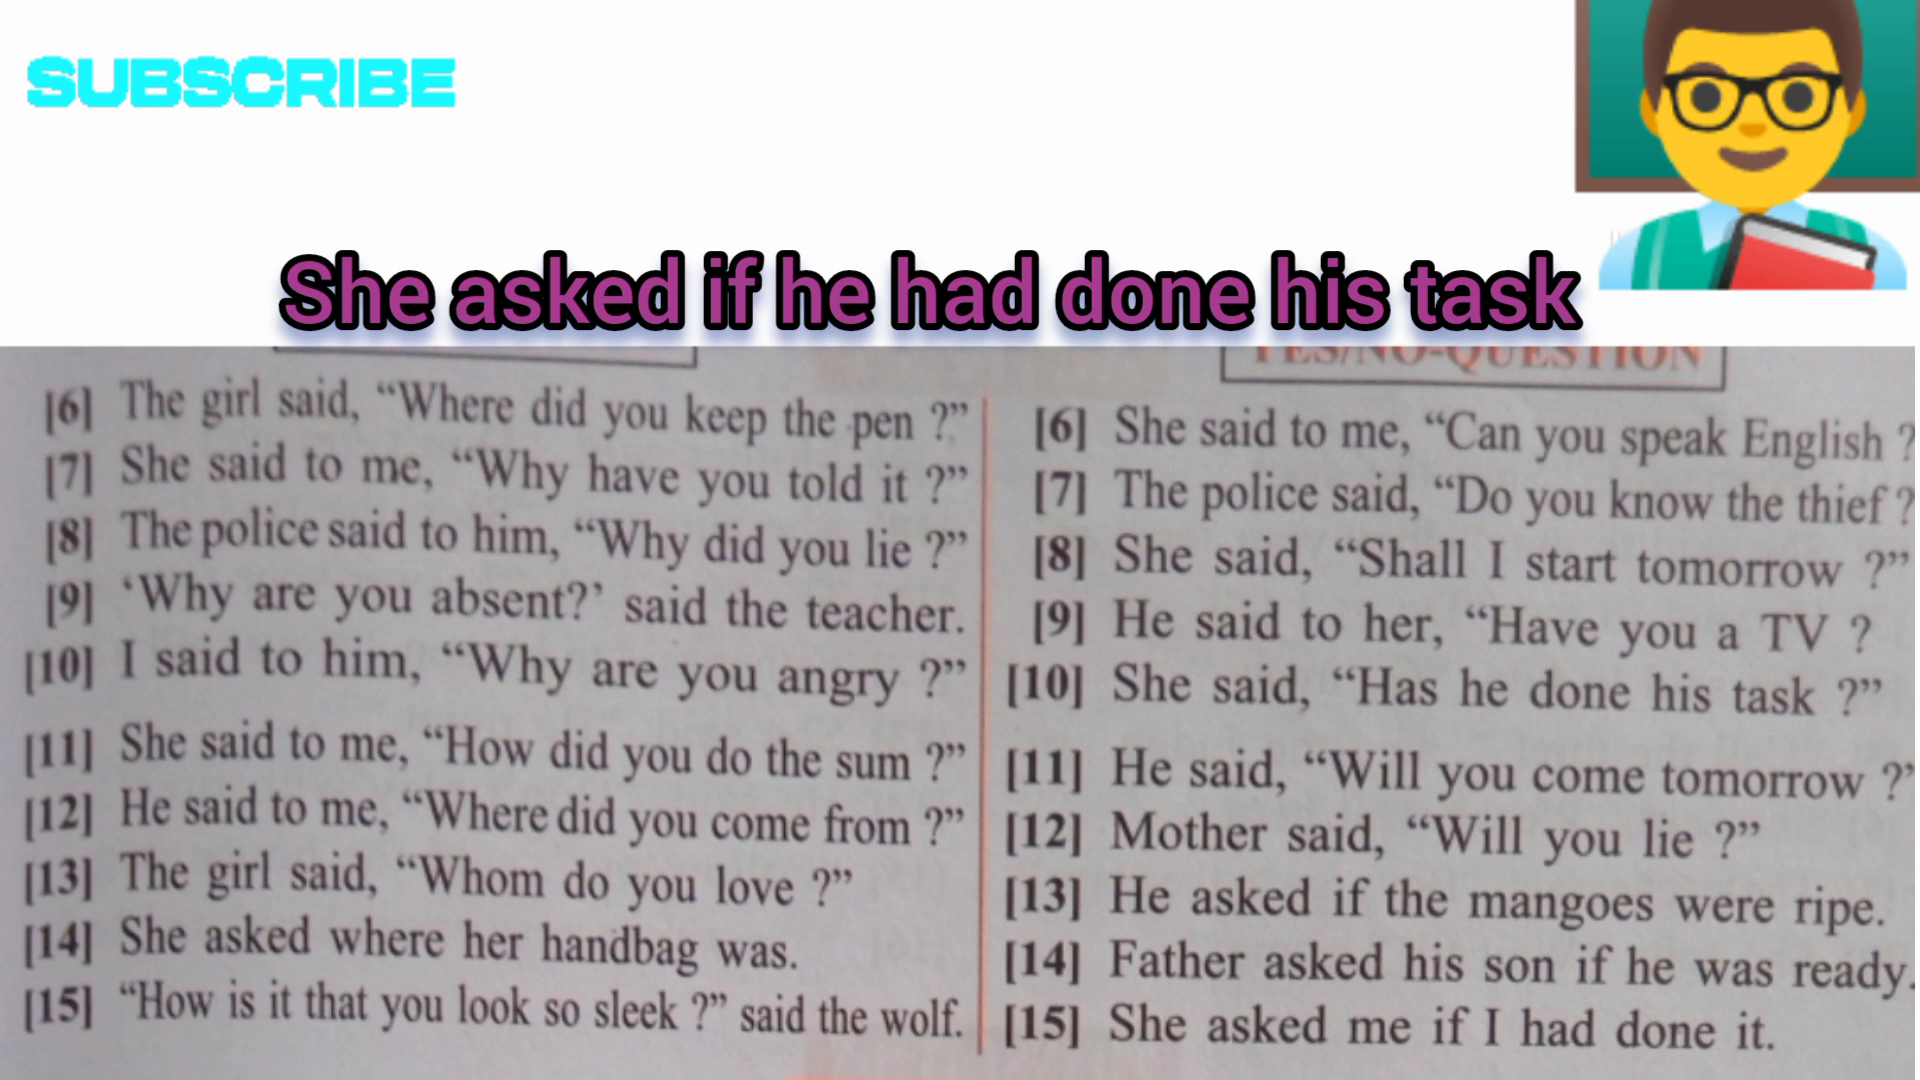 SUBSCRIBE
She asked if he had done his task
YES/NO-QUESTION
[6] The girl said, “Where did you keep the pen ?”
[7] She said to me, “Why have you told it ?”
[8] The police said to him, “Why did you lie ?”
[9] ‘Why are you absent?’ said the teacher.
[10] I said to him, “Why are you angry ?”
[11] She said to me, “How did you do the sum ?”
[12] He said to me, “Where did you come from ?”
[13] The girl said, “Whom do you love ?”
[14] She asked where her handbag was.
[15] “How is it that you look so sleek ?” said the wolf.
[6] She said to me, “Can you speak English ?
[7] The police said, “Do you know the thief ?
[8] She said, “Shall I start tomorrow ?”
[9] He said to her, “Have you a TV ?
[10] She said, “Has he done his task ?”
[11] He said, “Will you come tomorrow ?”
[12] Mother said, “Will you lie ?”
[13] He asked if the mangoes were ripe.
[14] Father asked his son if he was ready.
[15] She asked me if I had done it.